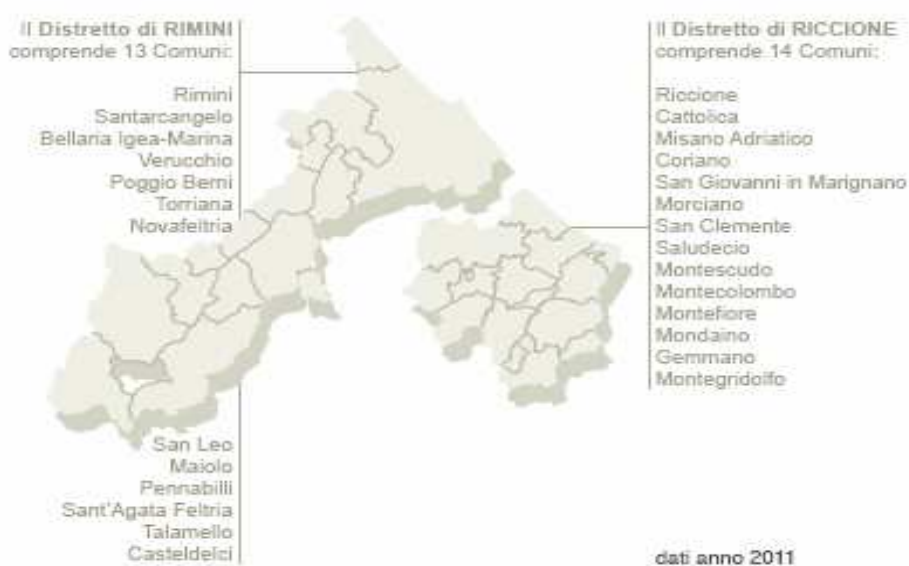 Il Distretto di RIMINI
comprende 13 Comuni:
Rimini
Santarcangelo
Bellaria Igea-Marina
Verucchio
Poggio Berni
Torriana
Novafeltria
San Leo
Maiolo
Pennabilli
Sant'Agata Feltria
Talamello
Casteldelci
Il Distretto di RICCIONE
comprende 14 Comuni:
Riccione
Cattolica
Misano Adriatico
Coriano
San Giovanni in Marignano
Morciano
San Clemente
Saludecio
Montescudo
Montecolombo
Montefiore
Mondaino
Gemmano
Montegridolfo
dati anno 2011